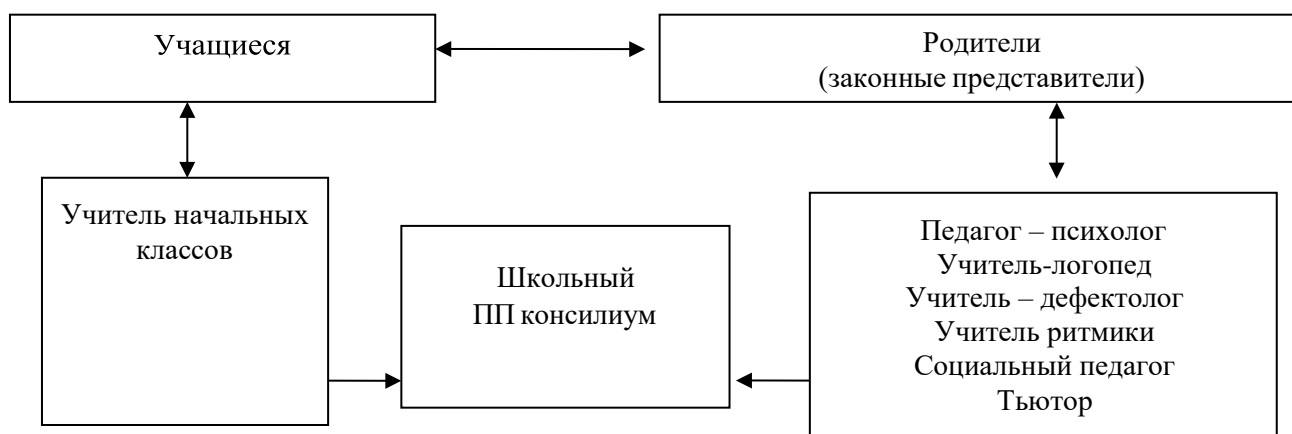 Учащиеся
Родители
(законные представители)
Учитель начальных
классов
Школьный
ПП консилиум
Педагог – психолог
Учитель-логопед
Учитель – дефектолог
Учитель ритмики
Социальный педагог
Тьютор